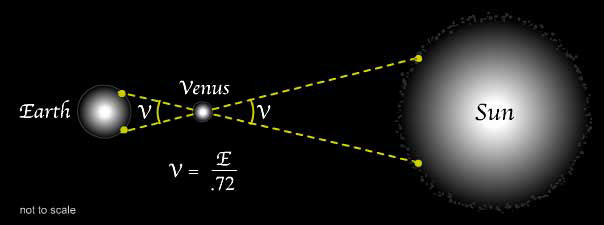 Venus
Earth
V
V
Sun
V = E
.72
not to scale